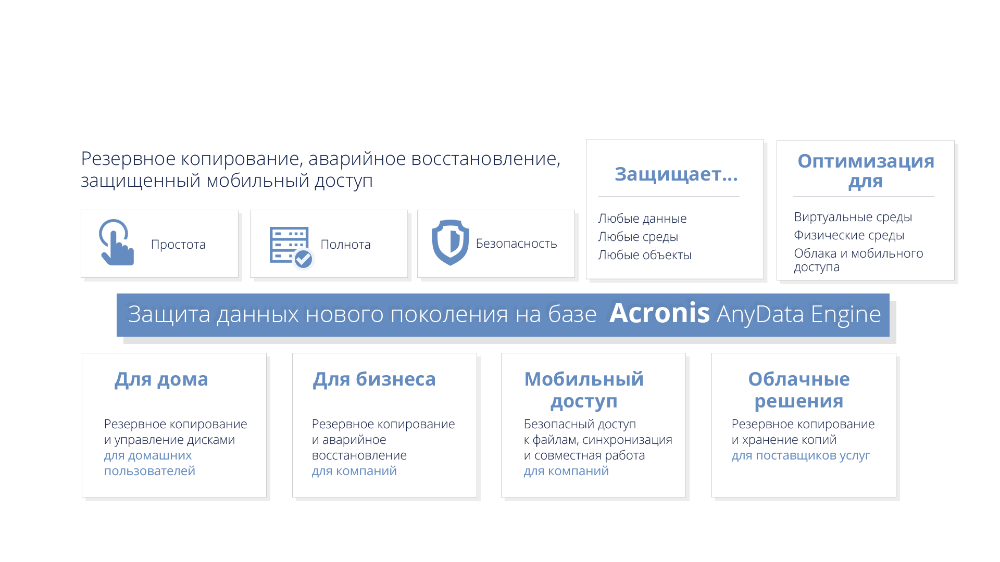 Резервное копирование, аварийное восстановление,
защищенный мобильный доступ
Простота
Полнота
Безопасность
Защищает...
Любые данные
Любые среды
Любые объекты
Оптимизация
для
Виртуальные среды
Физические среды
Облака и мобильного
доступа
Защита данных нового поколения на базе Acronis AnyData Engine
Для дома
Резервное копирование
и управление дисками
для домашних
пользователей
Для бизнеса
Резервное копирование
и аварийное
восстановление
для компаний
Мобильный
доступ
Безопасный доступ
к файлам, синхронизация
и совместная работа
для компаний
Облачные
решения
Резервное копирование
и хранение копий
для поставщиков услуг